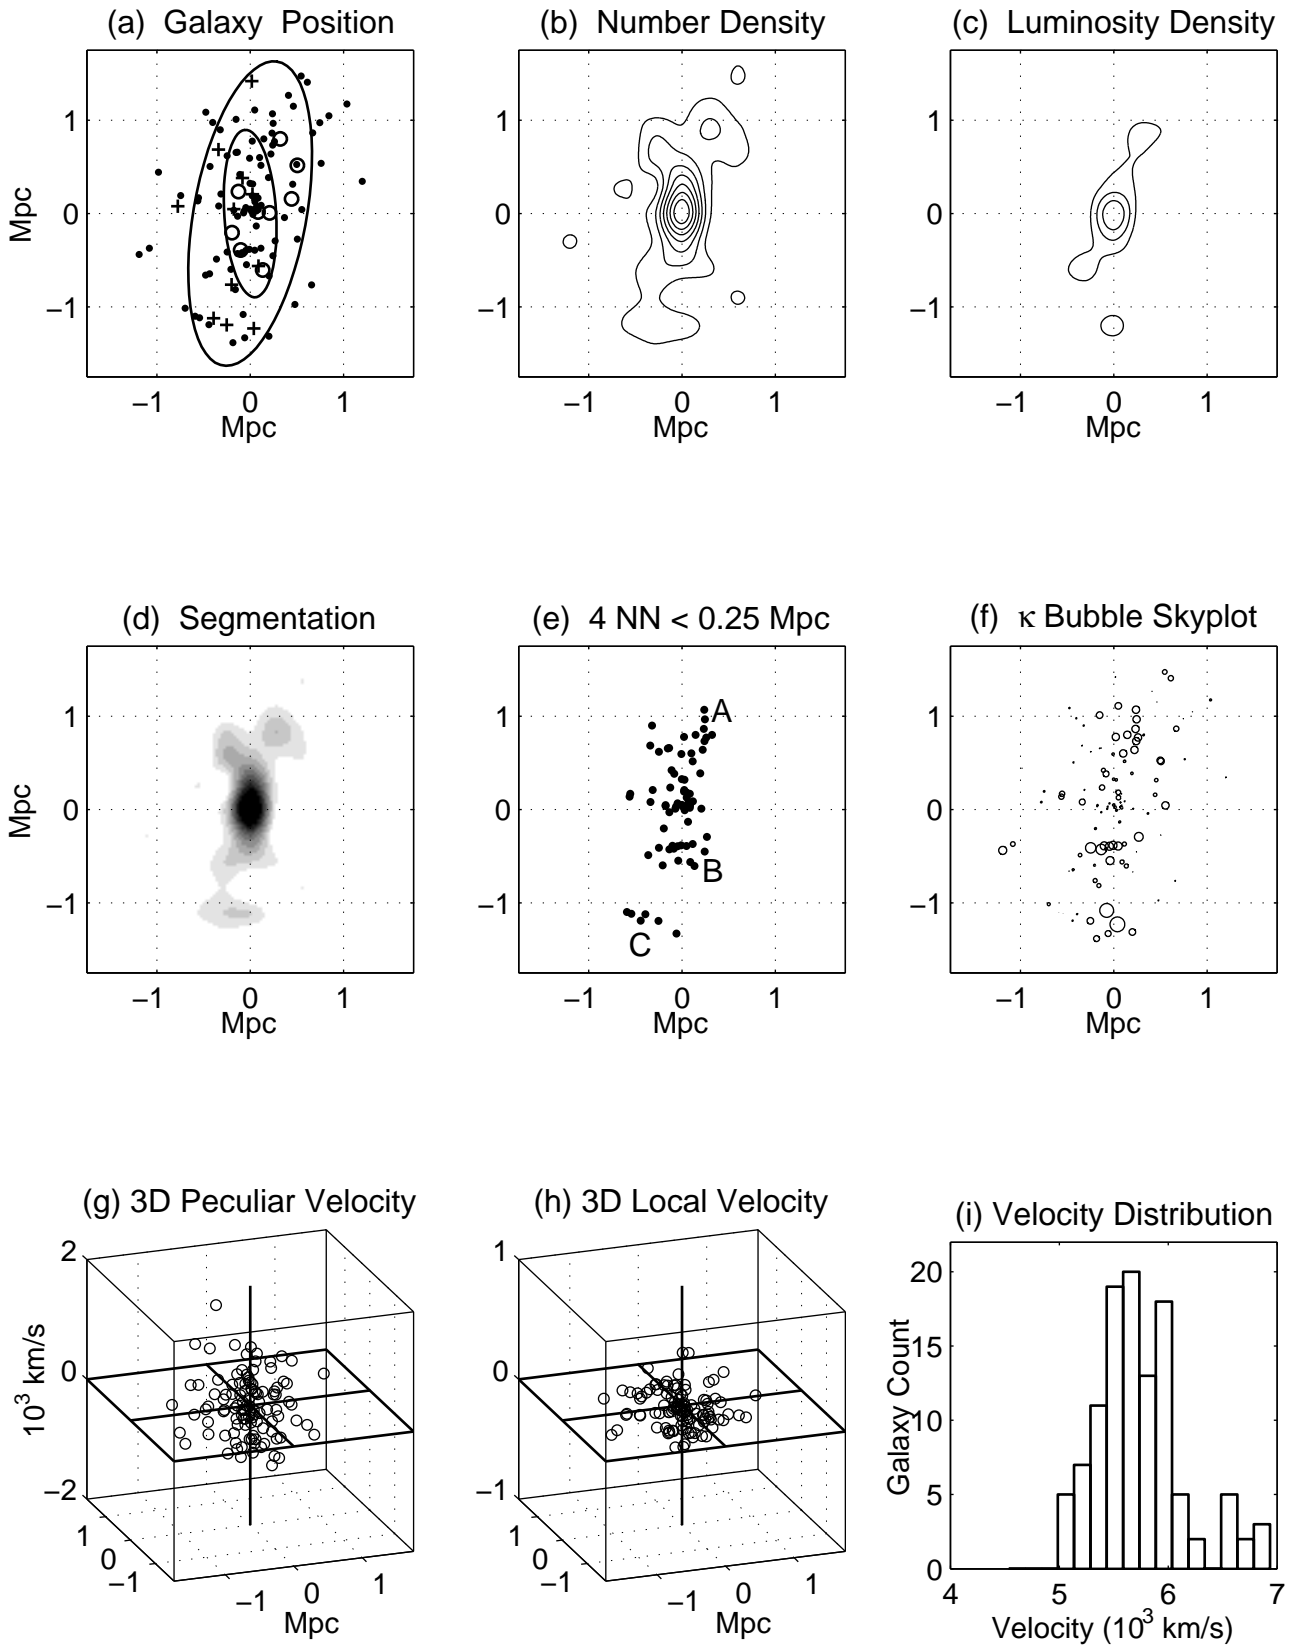 (a) Galaxy Position
(b) Number Density
(c) Luminosity Density
Mpc
1
0
−1
−1 0 1
Mpc
1
0
−1
−1 0 1
Mpc
1
0
−1
−1 0 1
Mpc
(d) Segmentation
(e) 4 NN < 0.25 Mpc
(f) κ Bubble Skyplot
Mpc
1
0
−1
−1 0 1
Mpc
1
0
−1
A
B
C
−1 0 1
Mpc
1
0
−1
−1 0 1
Mpc
(g) 3D Peculiar Velocity
(h) 3D Local Velocity
(i) Velocity Distribution
10³ km/s
2
0
−2
1
0
−1
−1
0
1
Mpc
1
0
−1
1
0
−1
−1
0
1
Mpc
Galaxy Count
20
15
10
5
0
4 5 6 7
Velocity (10³ km/s)